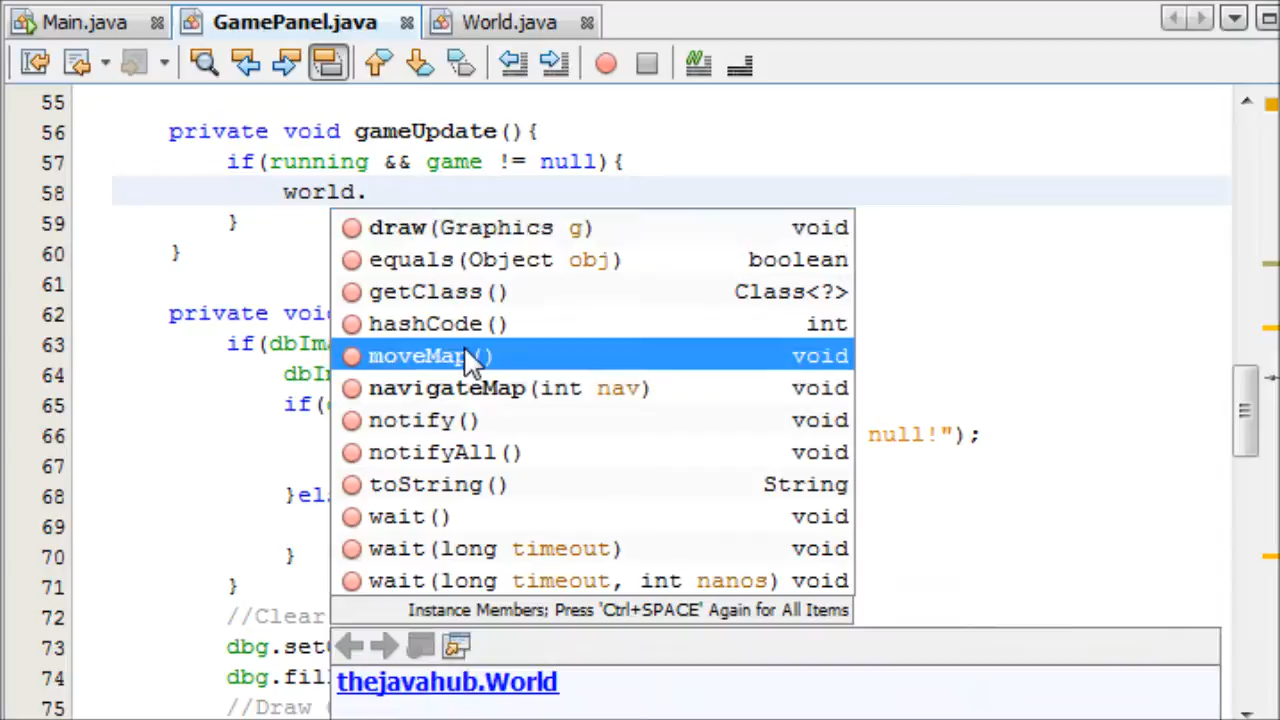 Main.java GamePanel.java World.java
55
56 private void gameUpdate(){
57 if(running && game != null){
58 world.
draw(Graphics g) void
59 }
equals(Object obj) boolean
60 }
getClass() Class<?>
61
62 private voi
hashCode() int
63 if(dbIma
moveMap() void
64 dbIm
navigateMap(int nav) void
65 if(
notify() void
66 null!");
notifyAll() void
67
toString() String
68 }els
wait() void
69
wait(long timeout) void
70 }
wait(long timeout, int nanos) void
71 }
Instance Members; Press 'Ctrl+SPACE' Again for All Items
72 //Clear
73 dbg.set
74 dbg.fill
thejavahub.World
75 //Draw